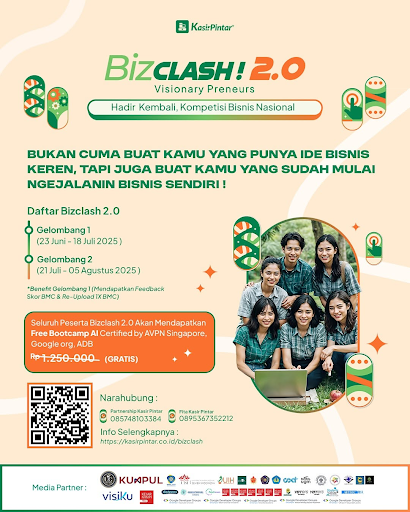 KasirPintar
BizCLASH! 2.0
Visionary Preneurs
Hadir Kembali, Kompetisi Bisnis Nasional
BUKAN CUMA BUAT KAMU YANG PUNYA IDE BISNIS
KEREN, TAPI JUGA BUAT KAMU YANG SUDAH MULAI
NGEJALANIN BISNIS SENDIRI !
Daftar Bizclash 2.0
Gelombang 1
(23 Juni - 18 Juli 2025 )
Gelombang 2
(21 Juli - 05 Agustus 2025 )
*Benefit Gelombang 1 (Mendapatkan Feedback
Skor BMC & Re-Upload 1X BMC)
Seluruh Peserta Bizclash 2.0 Akan Mendapatkan
Free Bootcamp AI Certified by AVPN Singapore,
Google org, ADB
Rp 1.250.000 (GRATIS)
Narahubung :
Partnership Kasir Pintar
085748103384
Fita Kasir Pintar
0895367352212
Info Selengkapnya :
https://kasirpintar.co.id/bizclash
Media Partner :
KUMPUL
visiku